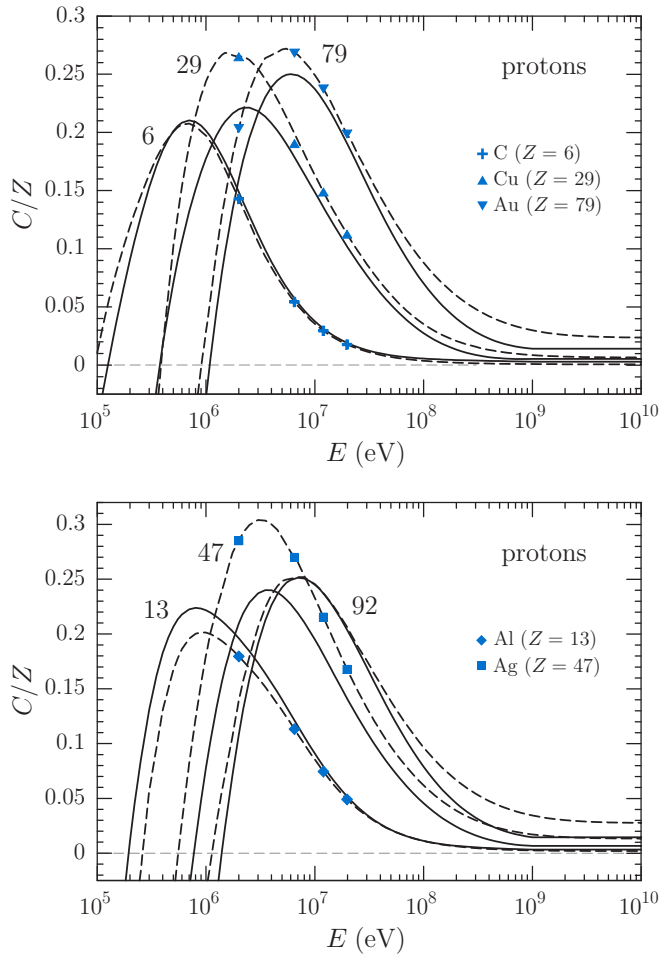 0.3
0.25
0.2
0.15
0.1
0.05
0
C/Z
29
79
6
protons
C (Z = 6)
Cu (Z = 29)
Au (Z = 79)
10^5 10^6 10^7 10^8 10^9 10^10
E (eV)
0.3
0.25
0.2
0.15
0.1
0.05
0
C/Z
47
13
92
protons
Al (Z = 13)
Ag (Z = 47)
10^5 10^6 10^7 10^8 10^9 10^10
E (eV)